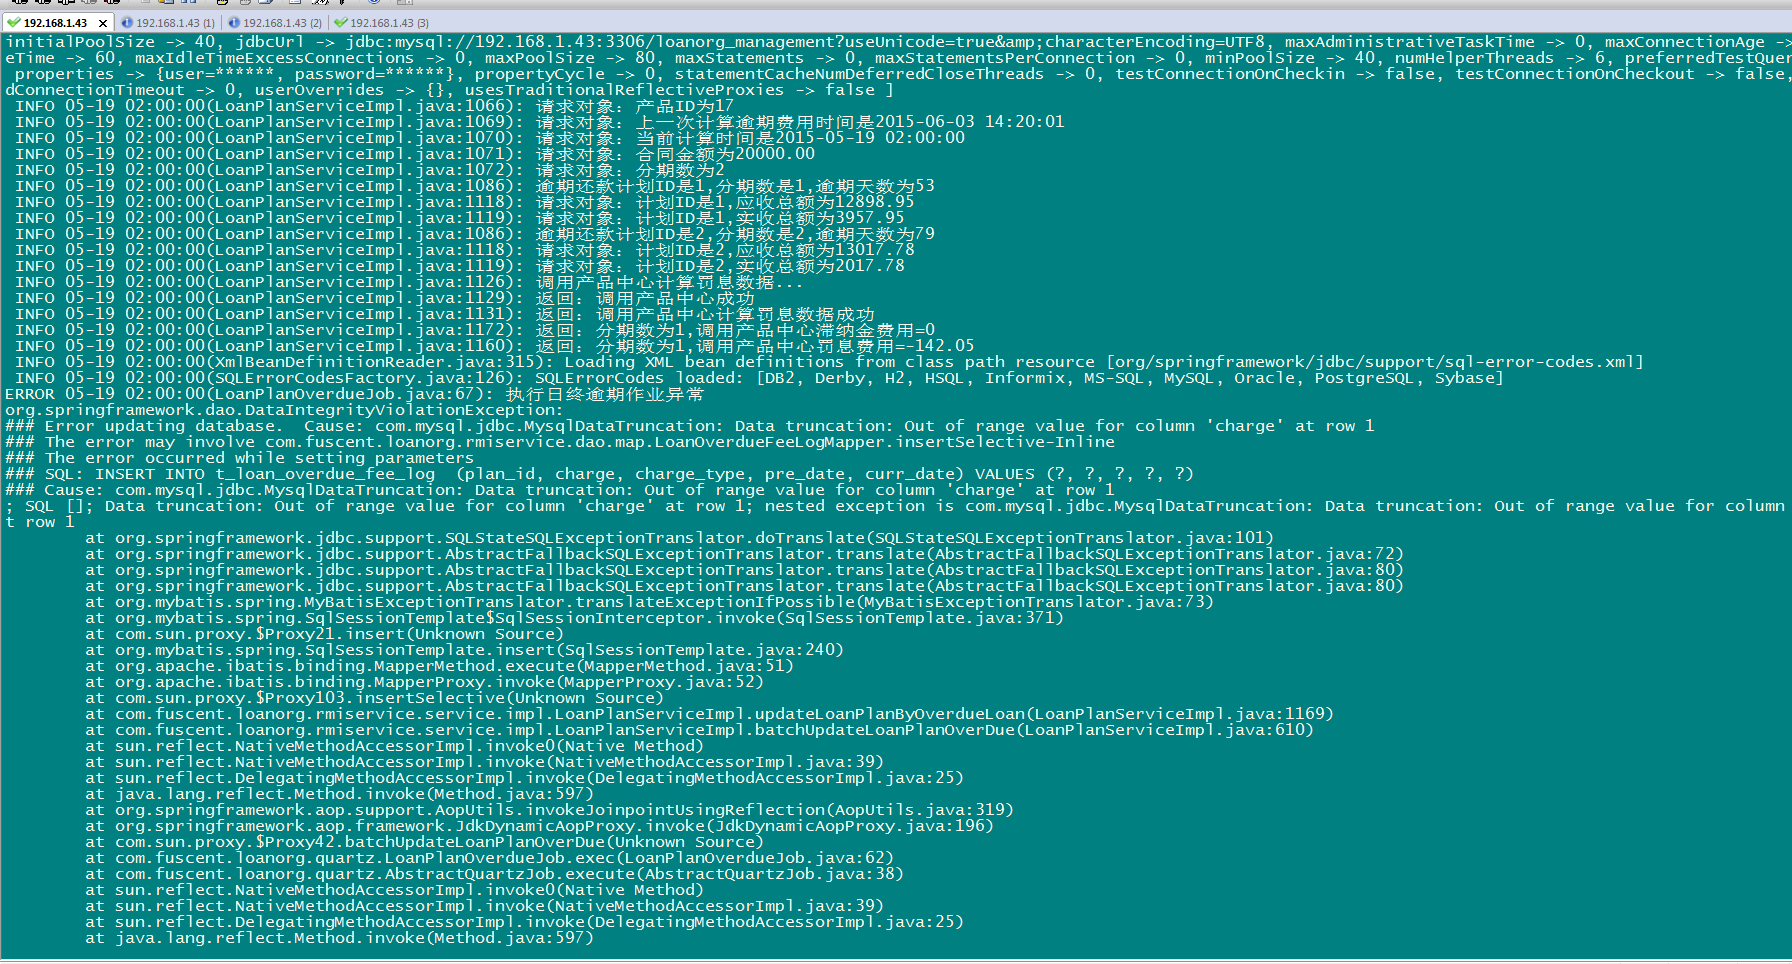 192.168.1.43 192.168.1.43 (1) 192.168.1.43 (2) 192.168.1.43 (3)
initialPoolSize -> 40, jdbcUrl -> jdbc:mysql://192.168.1.43:3306/loanorg_management?useUnicode=true&amp;characterEncoding=UTF8, maxAdministrativeTaskTime -> 0, maxConnectionAge ->
eTime -> 60, maxIdleTimeExcessConnections -> 0, maxPoolSize -> 80, maxStatements -> 0, maxStatementsPerConnection -> 0, minPoolSize -> 40, numHelperThreads -> 6, preferredTestQuer
properties -> {user=******, password=******}, propertyCycle -> 0, statementCacheNumDeferredCloseThreads -> 0, testConnectionOnCheckin -> false, testConnectionOnCheckout -> false,
dConnectionTimeout -> 0, userOverrides -> {}, usesTraditionalReflectiveProxies -> false ]
INFO 05-19 02:00:00(LoanPlanServiceImpl.java:1066): 请求对象：产品ID为17
INFO 05-19 02:00:00(LoanPlanServiceImpl.java:1069): 请求对象：上一次计算逾期费用时间是2015-06-03 14:20:01
INFO 05-19 02:00:00(LoanPlanServiceImpl.java:1070): 请求对象：当前计算时间是2015-05-19 02:00:00
INFO 05-19 02:00:00(LoanPlanServiceImpl.java:1071): 请求对象：合同金额为20000.00
INFO 05-19 02:00:00(LoanPlanServiceImpl.java:1072): 请求对象：分期数为2
INFO 05-19 02:00:00(LoanPlanServiceImpl.java:1086): 逾期还款计划ID是1,分期数是1,逾期天数为53
INFO 05-19 02:00:00(LoanPlanServiceImpl.java:1118): 请求对象：计划ID是1,应收总额为12898.95
INFO 05-19 02:00:00(LoanPlanServiceImpl.java:1119): 请求对象：计划ID是1,实收总额为3957.95
INFO 05-19 02:00:00(LoanPlanServiceImpl.java:1086): 逾期还款计划ID是2,分期数是2,逾期天数为79
INFO 05-19 02:00:00(LoanPlanServiceImpl.java:1118): 请求对象：计划ID是2,应收总额为13017.78
INFO 05-19 02:00:00(LoanPlanServiceImpl.java:1119): 请求对象：计划ID是2,实收总额为2017.78
INFO 05-19 02:00:00(LoanPlanServiceImpl.java:1126): 调用产品中心计算罚息数据...
INFO 05-19 02:00:00(LoanPlanServiceImpl.java:1129): 返回：调用产品中心成功
INFO 05-19 02:00:00(LoanPlanServiceImpl.java:1131): 返回：调用产品中心计算罚息数据成功
INFO 05-19 02:00:00(LoanPlanServiceImpl.java:1172): 返回：分期数为1,调用产品中心滞纳金费用=0
INFO 05-19 02:00:00(LoanPlanServiceImpl.java:1160): 返回：分期数为1,调用产品中心罚息费用=-142.05
INFO 05-19 02:00:00(XmlBeanDefinitionReader.java:315): Loading XML bean definitions from class path resource [org/springframework/jdbc/support/sql-error-codes.xml]
INFO 05-19 02:00:00(SQLErrorCodesFactory.java:126): SQLErrorCodes loaded: [DB2, Derby, H2, HSQL, Informix, MS-SQL, MySQL, Oracle, PostgreSQL, Sybase]
ERROR 05-19 02:00:00(LoanPlanOverdueJob.java:67): 执行日终逾期作业异常
org.springframework.dao.DataIntegrityViolationException:
### Error updating database.  Cause: com.mysql.jdbc.MysqlDataTruncation: Data truncation: Out of range value for column 'charge' at row 1
### The error may involve com.fuscent.loanorg.rmiservice.dao.map.LoanOverdueFeeLogMapper.insertSelective-Inline
### The error occurred while setting parameters
### SQL: INSERT INTO t_loan_overdue_fee_log  (plan_id, charge, charge_type, pre_date, curr_date) VALUES (?, ?, ?, ?, ?)
### Cause: com.mysql.jdbc.MysqlDataTruncation: Data truncation: Out of range value for column 'charge' at row 1
; SQL []; Data truncation: Out of range value for column 'charge' at row 1; nested exception is com.mysql.jdbc.MysqlDataTruncation: Data truncation: Out of range value for column
t row 1
at org.springframework.jdbc.support.SQLStateSQLExceptionTranslator.doTranslate(SQLStateSQLExceptionTranslator.java:101)
at org.springframework.jdbc.support.AbstractFallbackSQLExceptionTranslator.translate(AbstractFallbackSQLExceptionTranslator.java:72)
at org.springframework.jdbc.support.AbstractFallbackSQLExceptionTranslator.translate(AbstractFallbackSQLExceptionTranslator.java:80)
at org.springframework.jdbc.support.AbstractFallbackSQLExceptionTranslator.translate(AbstractFallbackSQLExceptionTranslator.java:80)
at org.mybatis.spring.MyBatisExceptionTranslator.translateExceptionIfPossible(MyBatisExceptionTranslator.java:73)
at org.mybatis.spring.SqlSessionTemplate$SqlSessionInterceptor.invoke(SqlSessionTemplate.java:371)
at com.sun.proxy.$Proxy21.insert(Unknown Source)
at org.mybatis.spring.SqlSessionTemplate.insert(SqlSessionTemplate.java:240)
at org.apache.ibatis.binding.MapperMethod.execute(MapperMethod.java:51)
at org.apache.ibatis.binding.MapperProxy.invoke(MapperProxy.java:52)
at com.sun.proxy.$Proxy103.insertSelective(Unknown Source)
at com.fuscent.loanorg.rmiservice.service.impl.LoanPlanServiceImpl.updateLoanPlanByOverdueLoan(LoanPlanServiceImpl.java:1169)
at com.fuscent.loanorg.rmiservice.service.impl.LoanPlanServiceImpl.batchUpdateLoanPlanOverDue(LoanPlanServiceImpl.java:610)
at sun.reflect.NativeMethodAccessorImpl.invoke0(Native Method)
at sun.reflect.NativeMethodAccessorImpl.invoke(NativeMethodAccessorImpl.java:39)
at sun.reflect.DelegatingMethodAccessorImpl.invoke(DelegatingMethodAccessorImpl.java:25)
at java.lang.reflect.Method.invoke(Method.java:597)
at org.springframework.aop.support.AopUtils.invokeJoinpointUsingReflection(AopUtils.java:319)
at org.springframework.aop.framework.JdkDynamicAopProxy.invoke(JdkDynamicAopProxy.java:196)
at com.sun.proxy.$Proxy42.batchUpdateLoanPlanOverDue(Unknown Source)
at com.fuscent.loanorg.quartz.LoanPlanOverdueJob.exec(LoanPlanOverdueJob.java:62)
at com.fuscent.loanorg.quartz.AbstractQuartzJob.execute(AbstractQuartzJob.java:38)
at sun.reflect.NativeMethodAccessorImpl.invoke0(Native Method)
at sun.reflect.NativeMethodAccessorImpl.invoke(NativeMethodAccessorImpl.java:39)
at sun.reflect.DelegatingMethodAccessorImpl.invoke(DelegatingMethodAccessorImpl.java:25)
at java.lang.reflect.Method.invoke(Method.java:597)